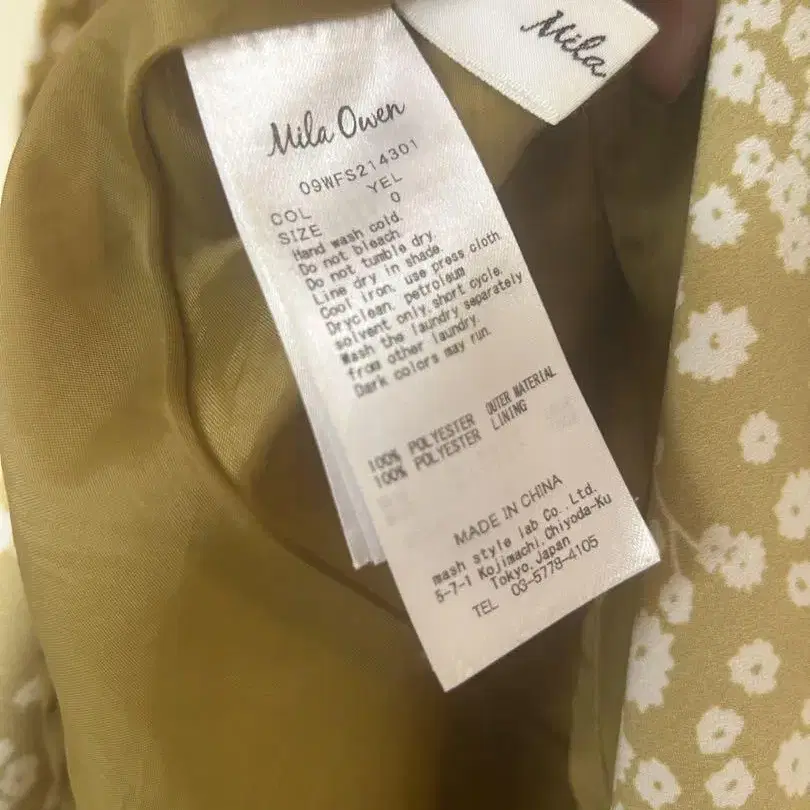 Mila
Mila Owen
09WFS214301
COL YEL
SIZE 0
Hand wash cold.
Do not bleach.
Do not tumble dry.
Line dry in shade.
Cool iron, use press cloth.
Dryclean, petroleum
solvent only,short cycle.
Wash the laundry separately
from other laundry.
Dark colors may run.
100% POLYESTER OUTER MATERIAL
100% POLYESTER LINING
MADE IN CHINA
mash style lab Co.,Ltd.
5-7-1 Kojimachi,Chiyoda-Ku
Tokyo,Japan
TEL 03-5778-4105